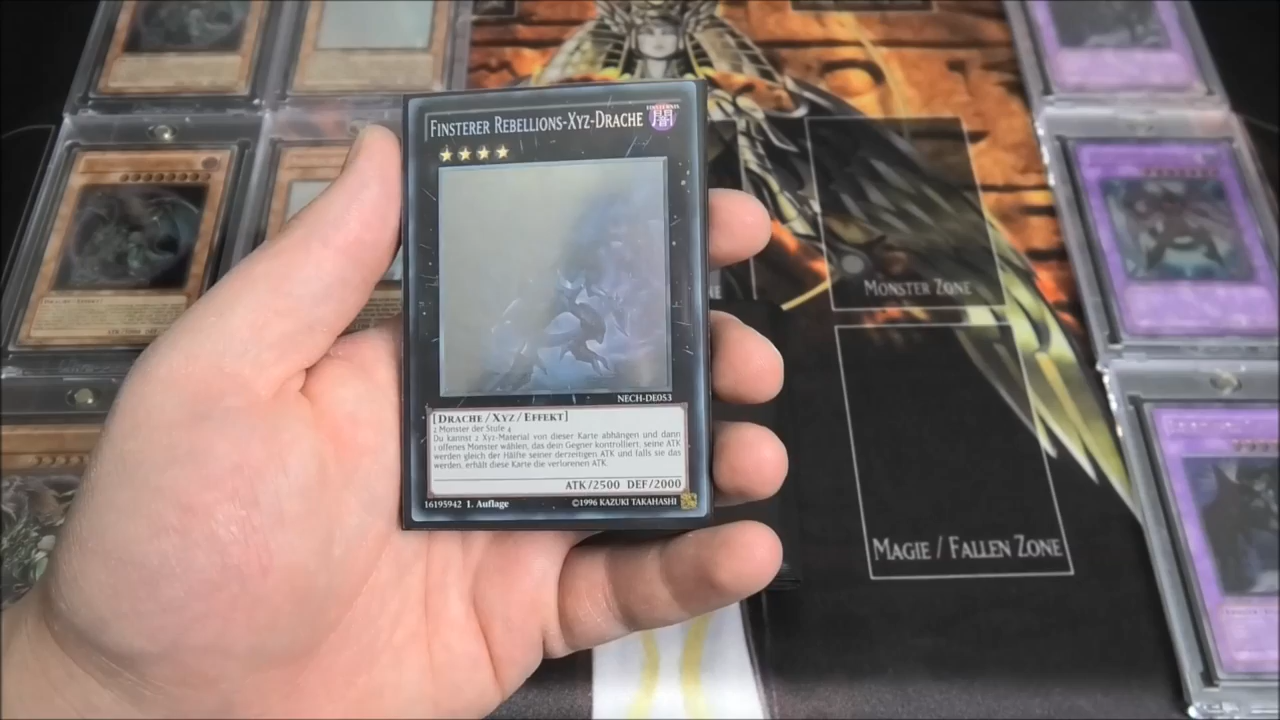 Finsterer Rebellions-Xyz-Drache
FINSTERNIS
闇
NECH-DE053
[Drache/Xyz/Effekt]
2 Monster der Stufe 4
Du kannst 2 Xyz-Material von dieser Karte abhängen und dann
1 offenes Monster wählen, das dein Gegner kontrolliert, seine ATK
werden gleich der Hälfte seiner derzeitigen ATK und falls sie das
werden, erhält diese Karte die verlorenen ATK.
ATK/2500 DEF/2000
16195942 1. Auflage ©1996 KAZUKI TAKAHASHI
Monster Zone
Magie / Fallen Zone